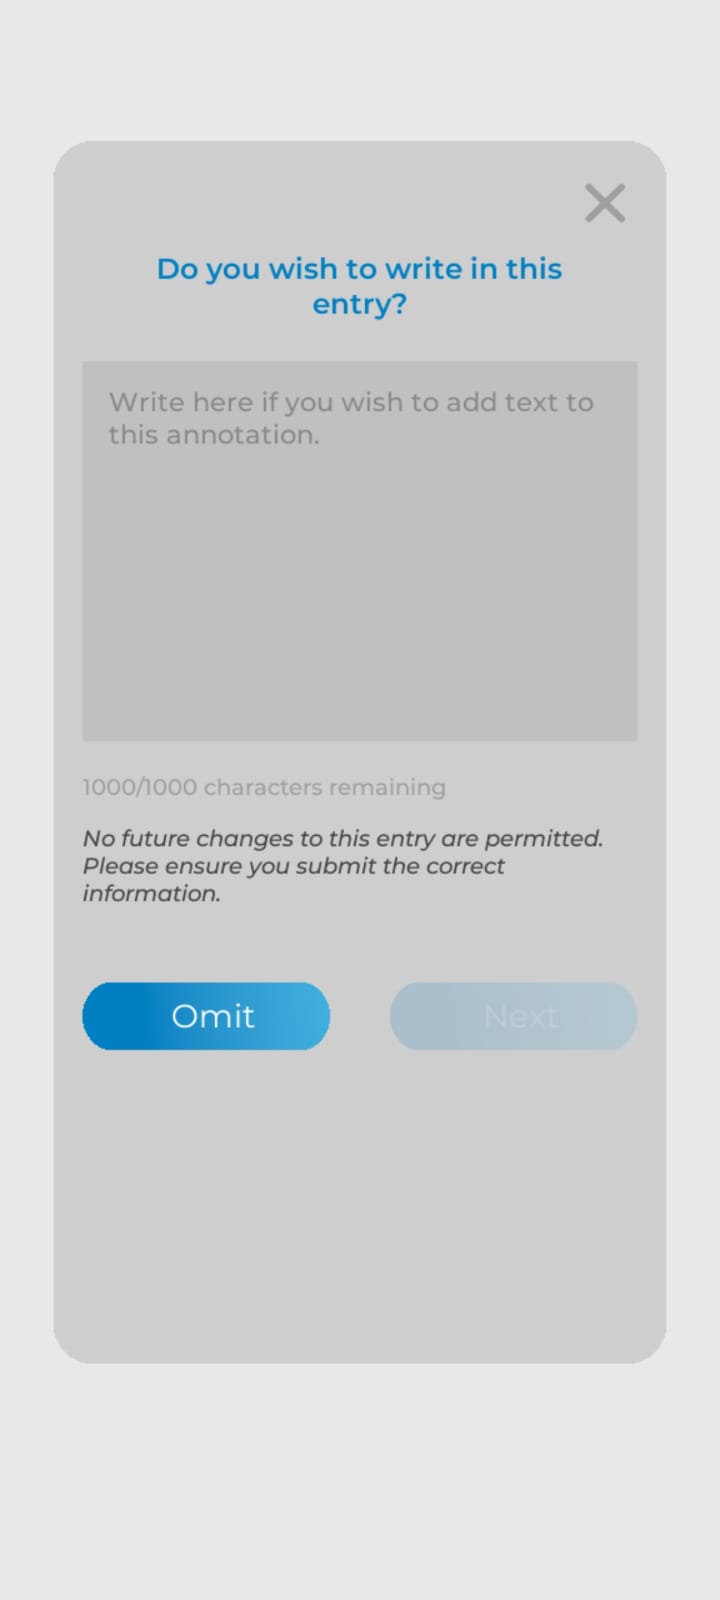 Do you wish to write in this
entry?
Write here if you wish to add text to
this annotation.
1000/1000 characters remaining
No future changes to this entry are permitted.
Please ensure you submit the correct
information.
Omit
Next